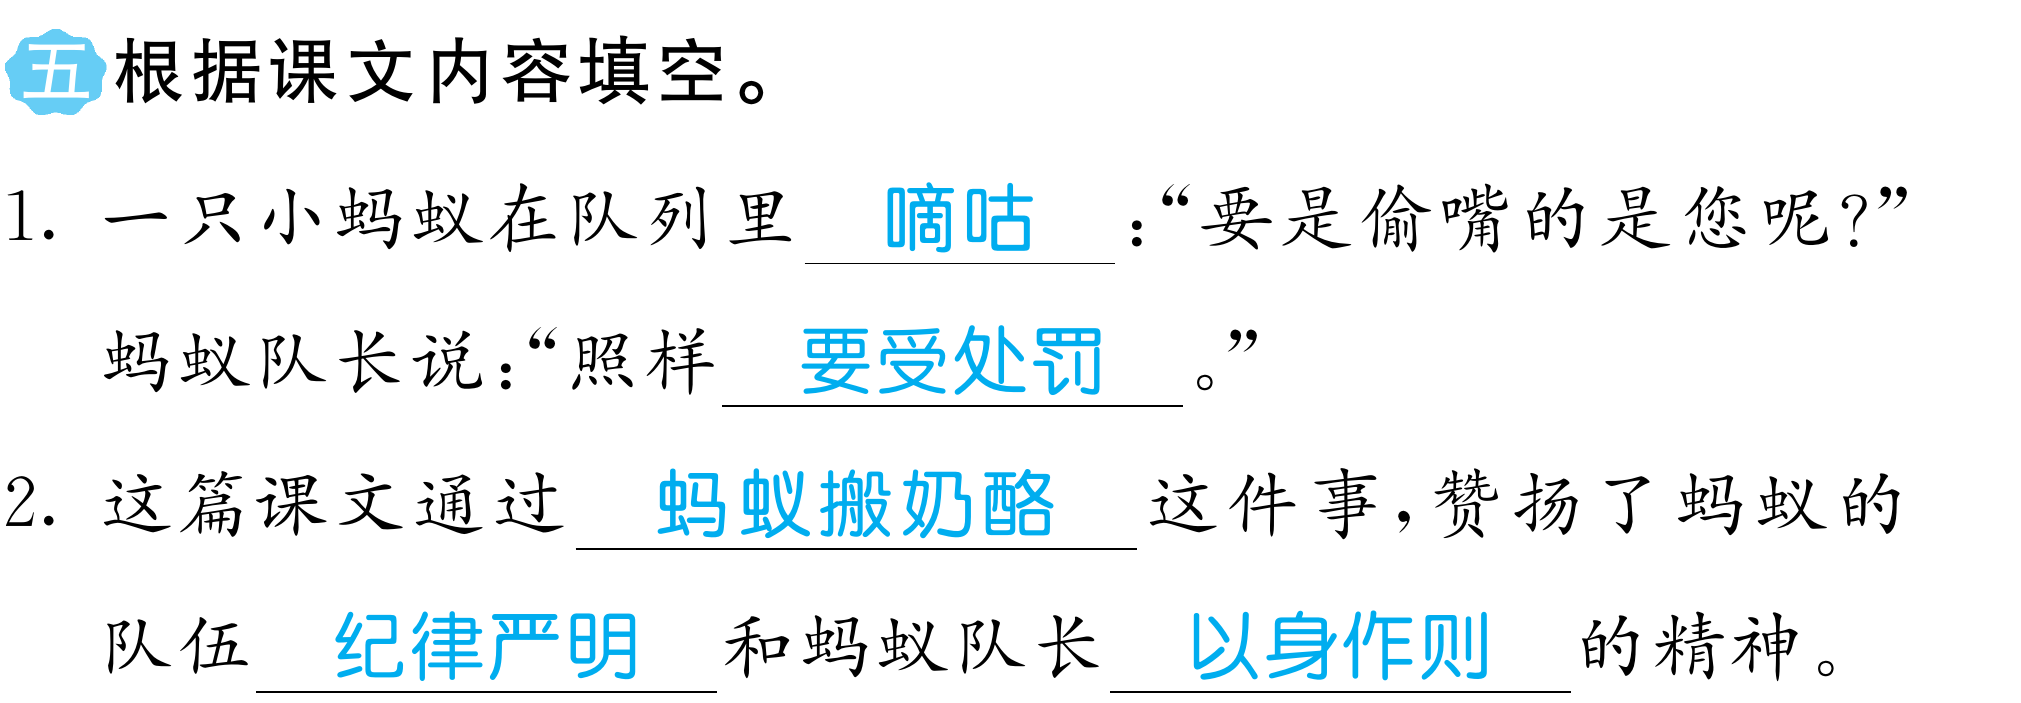 五 根据课文内容填空。
1. 一只小蚂蚁在队列里 嘀咕 :“要是偷嘴的是您呢?”
蚂蚁队长说:“照样 要受处罚 。”
2. 这篇课文通过 蚂蚁搬奶酪 这件事,赞扬了蚂蚁的
队伍 纪律严明 和蚂蚁队长 以身作则 的精神。